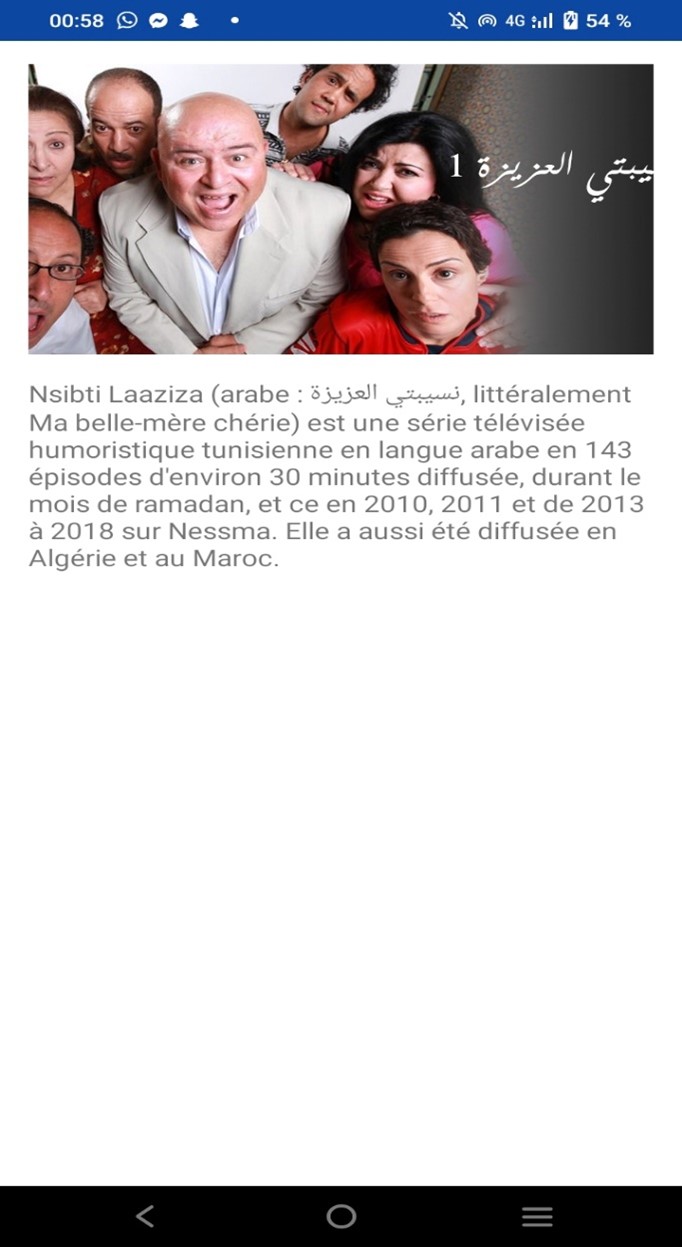 00:58 4G 54 %
يبتي العزيزة 1
Nsibti Laaziza (arabe : نسيبتي العزيزة, littéralement
Ma belle-mère chérie) est une série télévisée
humoristique tunisienne en langue arabe en 143
épisodes d'environ 30 minutes diffusée, durant le
mois de ramadan, et ce en 2010, 2011 et de 2013
à 2018 sur Nessma. Elle a aussi été diffusée en
Algérie et au Maroc.